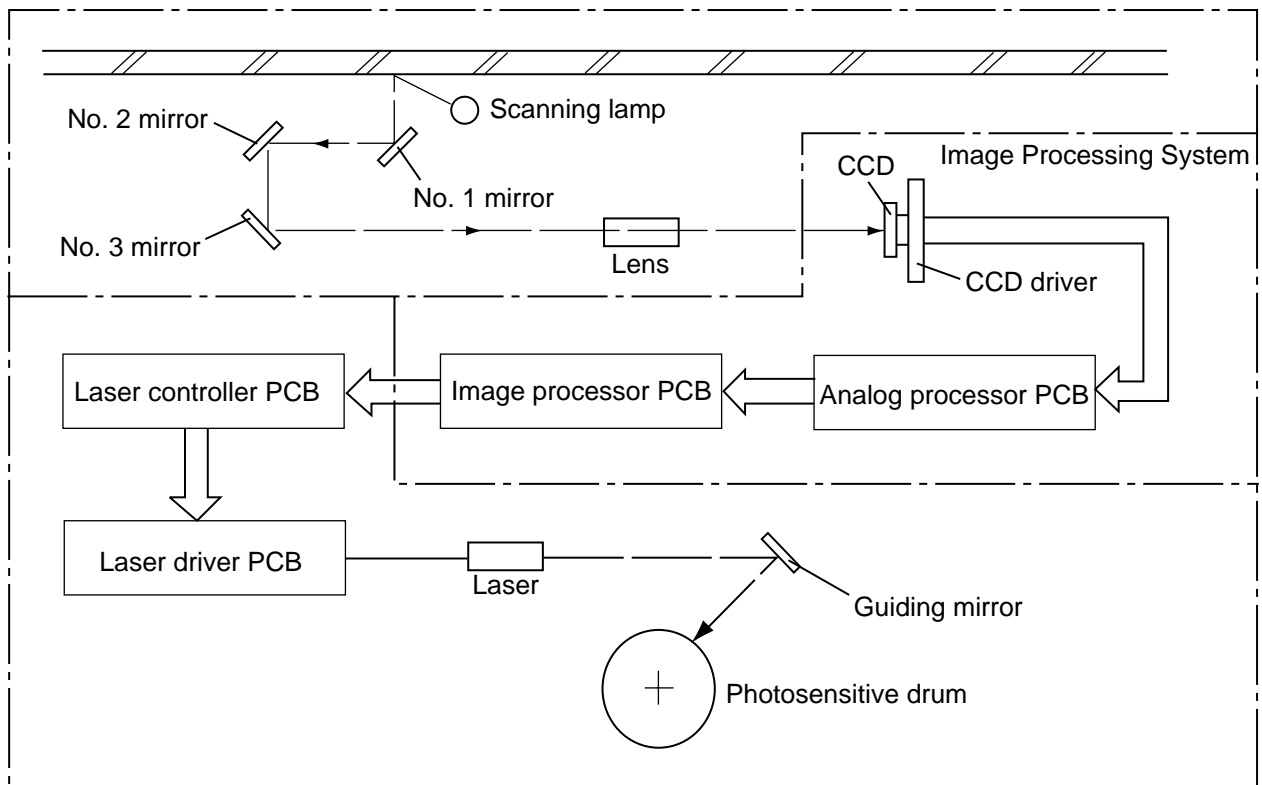 Scanning lamp
No. 2 mirror
No. 1 mirror
No. 3 mirror
Lens
Image Processing System
CCD
CCD driver
Laser controller PCB
Image processor PCB
Analog processor PCB
Laser driver PCB
Laser
Guiding mirror
Photosensitive drum